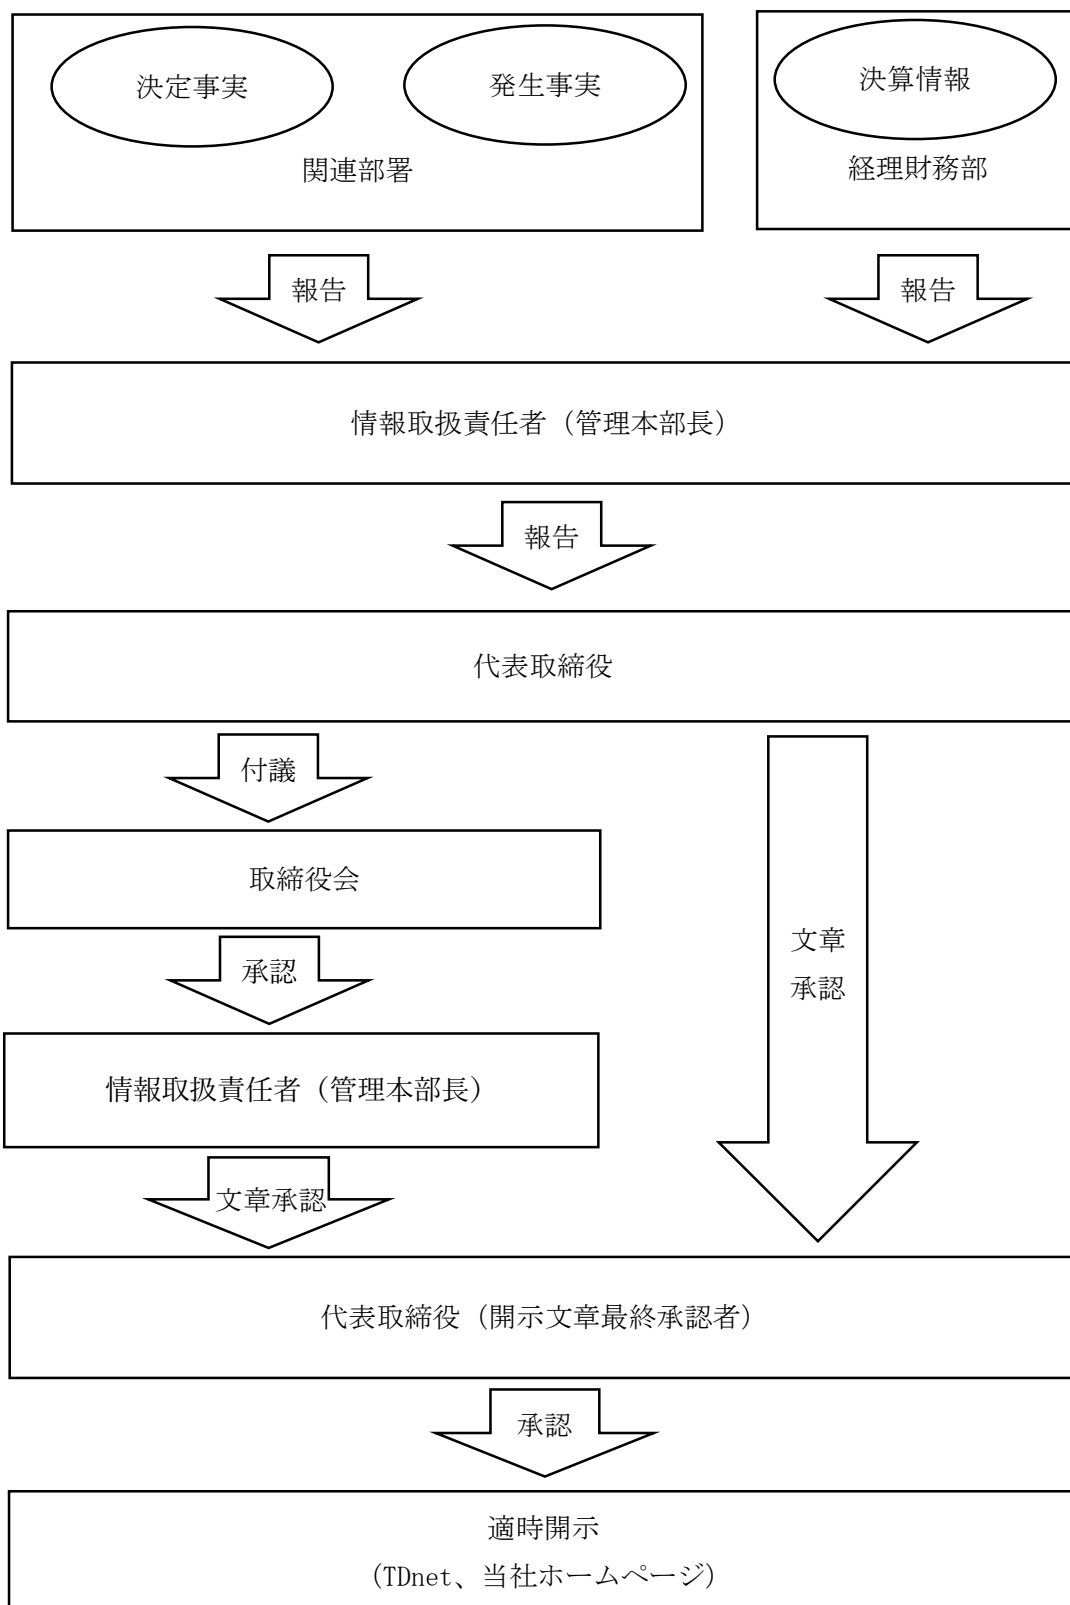 決定事実
発生事実
関連部署
決算情報
経理財務部
報告
報告
情報取扱責任者（管理本部長）
報告
代表取締役
付議
取締役会
承認
情報取扱責任者（管理本部長）
文章承認
文章
承認
代表取締役（開示文章最終承認者）
承認
適時開示
（TDnet、当社ホームページ）